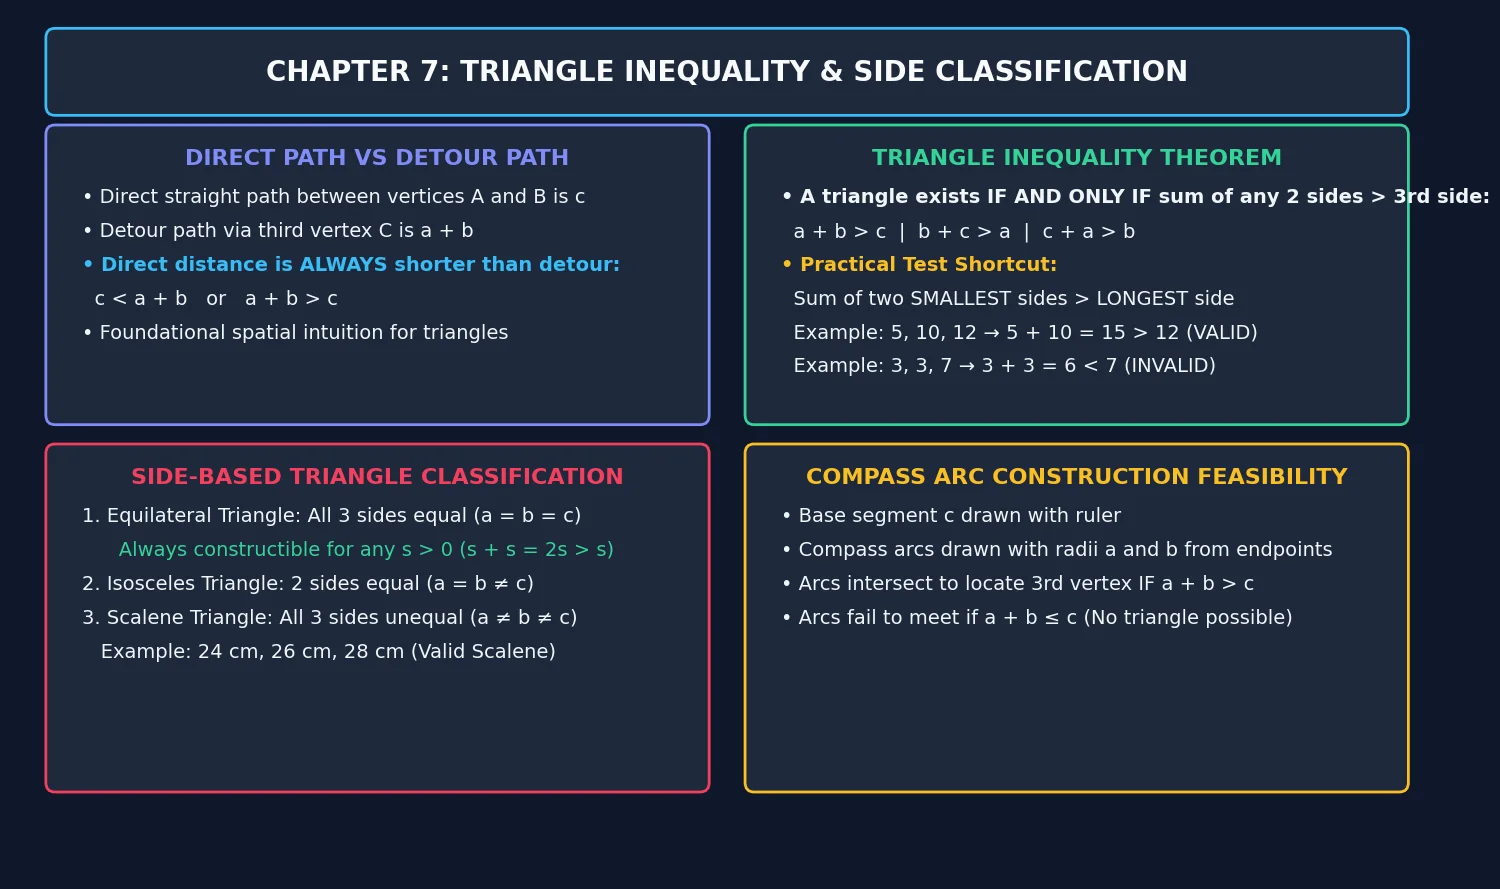 CHAPTER 7: TRIANGLE INEQUALITY & SIDE CLASSIFICATION
DIRECT PATH VS DETOUR PATH
• Direct straight path between vertices A and B is c
• Detour path via third vertex C is a + b
• Direct distance is ALWAYS shorter than detour:
c < a + b   or   a + b > c
• Foundational spatial intuition for triangles
TRIANGLE INEQUALITY THEOREM
• A triangle exists IF AND ONLY IF sum of any 2 sides > 3rd side:
a + b > c  |  b + c > a  |  c + a > b
• Practical Test Shortcut:
Sum of two SMALLEST sides > LONGEST side
Example: 5, 10, 12 → 5 + 10 = 15 > 12 (VALID)
Example: 3, 3, 7 → 3 + 3 = 6 < 7 (INVALID)
SIDE-BASED TRIANGLE CLASSIFICATION
1. Equilateral Triangle: All 3 sides equal (a = b = c)
Always constructible for any s > 0 (s + s = 2s > s)
2. Isosceles Triangle: 2 sides equal (a = b ≠ c)
3. Scalene Triangle: All 3 sides unequal (a ≠ b ≠ c)
Example: 24 cm, 26 cm, 28 cm (Valid Scalene)
COMPASS ARC CONSTRUCTION FEASIBILITY
• Base segment c drawn with ruler
• Compass arcs drawn with radii a and b from endpoints
• Arcs intersect to locate 3rd vertex IF a + b > c
• Arcs fail to meet if a + b ≤ c (No triangle possible)